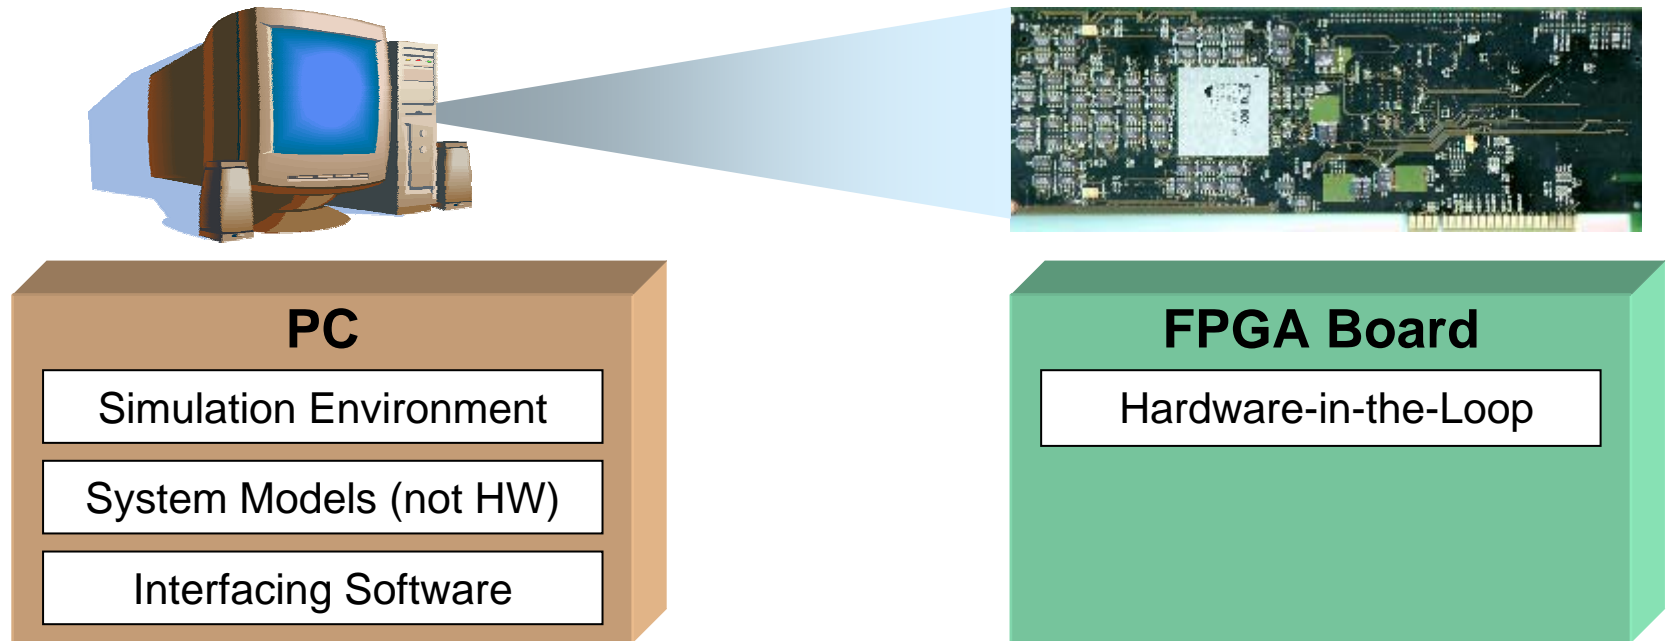 PC
Simulation Environment
System Models (not HW)
Interfacing Software
FPGA Board
Hardware-in-the-Loop